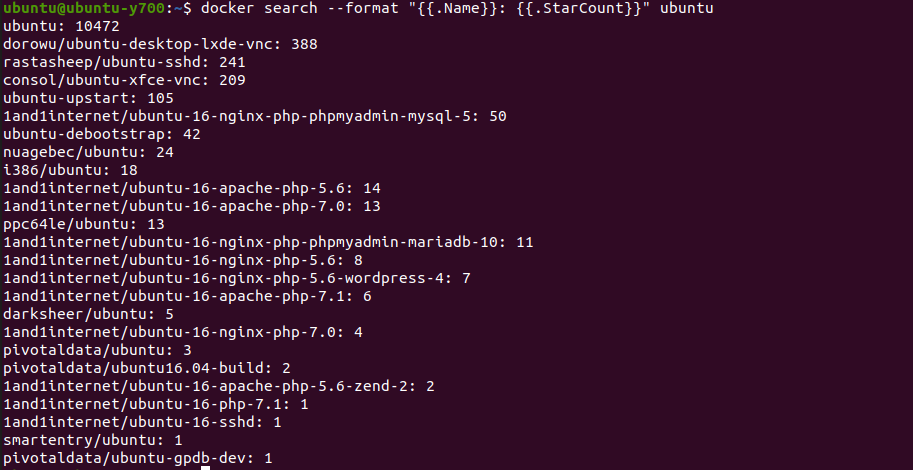 ubuntu@ubuntu-y700:~$ docker search --format "{{.Name}}: {{.StarCount}}" ubuntu
ubuntu: 10472
dorowu/ubuntu-desktop-lxde-vnc: 388
rastasheep/ubuntu-sshd: 241
consol/ubuntu-xfce-vnc: 209
ubuntu-upstart: 105
1and1internet/ubuntu-16-nginx-php-phpmyadmin-mysql-5: 50
ubuntu-debootstrap: 42
nuagebec/ubuntu: 24
i386/ubuntu: 18
1and1internet/ubuntu-16-apache-php-5.6: 14
1and1internet/ubuntu-16-apache-php-7.0: 13
ppc64le/ubuntu: 13
1and1internet/ubuntu-16-nginx-php-phpmyadmin-mariadb-10: 11
1and1internet/ubuntu-16-nginx-php-5.6: 8
1and1internet/ubuntu-16-nginx-php-5.6-wordpress-4: 7
1and1internet/ubuntu-16-apache-php-7.1: 6
darksheer/ubuntu: 5
1and1internet/ubuntu-16-nginx-php-7.0: 4
pivotaldata/ubuntu: 3
pivotaldata/ubuntu16.04-build: 2
1and1internet/ubuntu-16-apache-php-5.6-zend-2: 2
1and1internet/ubuntu-16-php-7.1: 1
1and1internet/ubuntu-16-sshd: 1
smartentry/ubuntu: 1
pivotaldata/ubuntu-gpdb-dev: 1